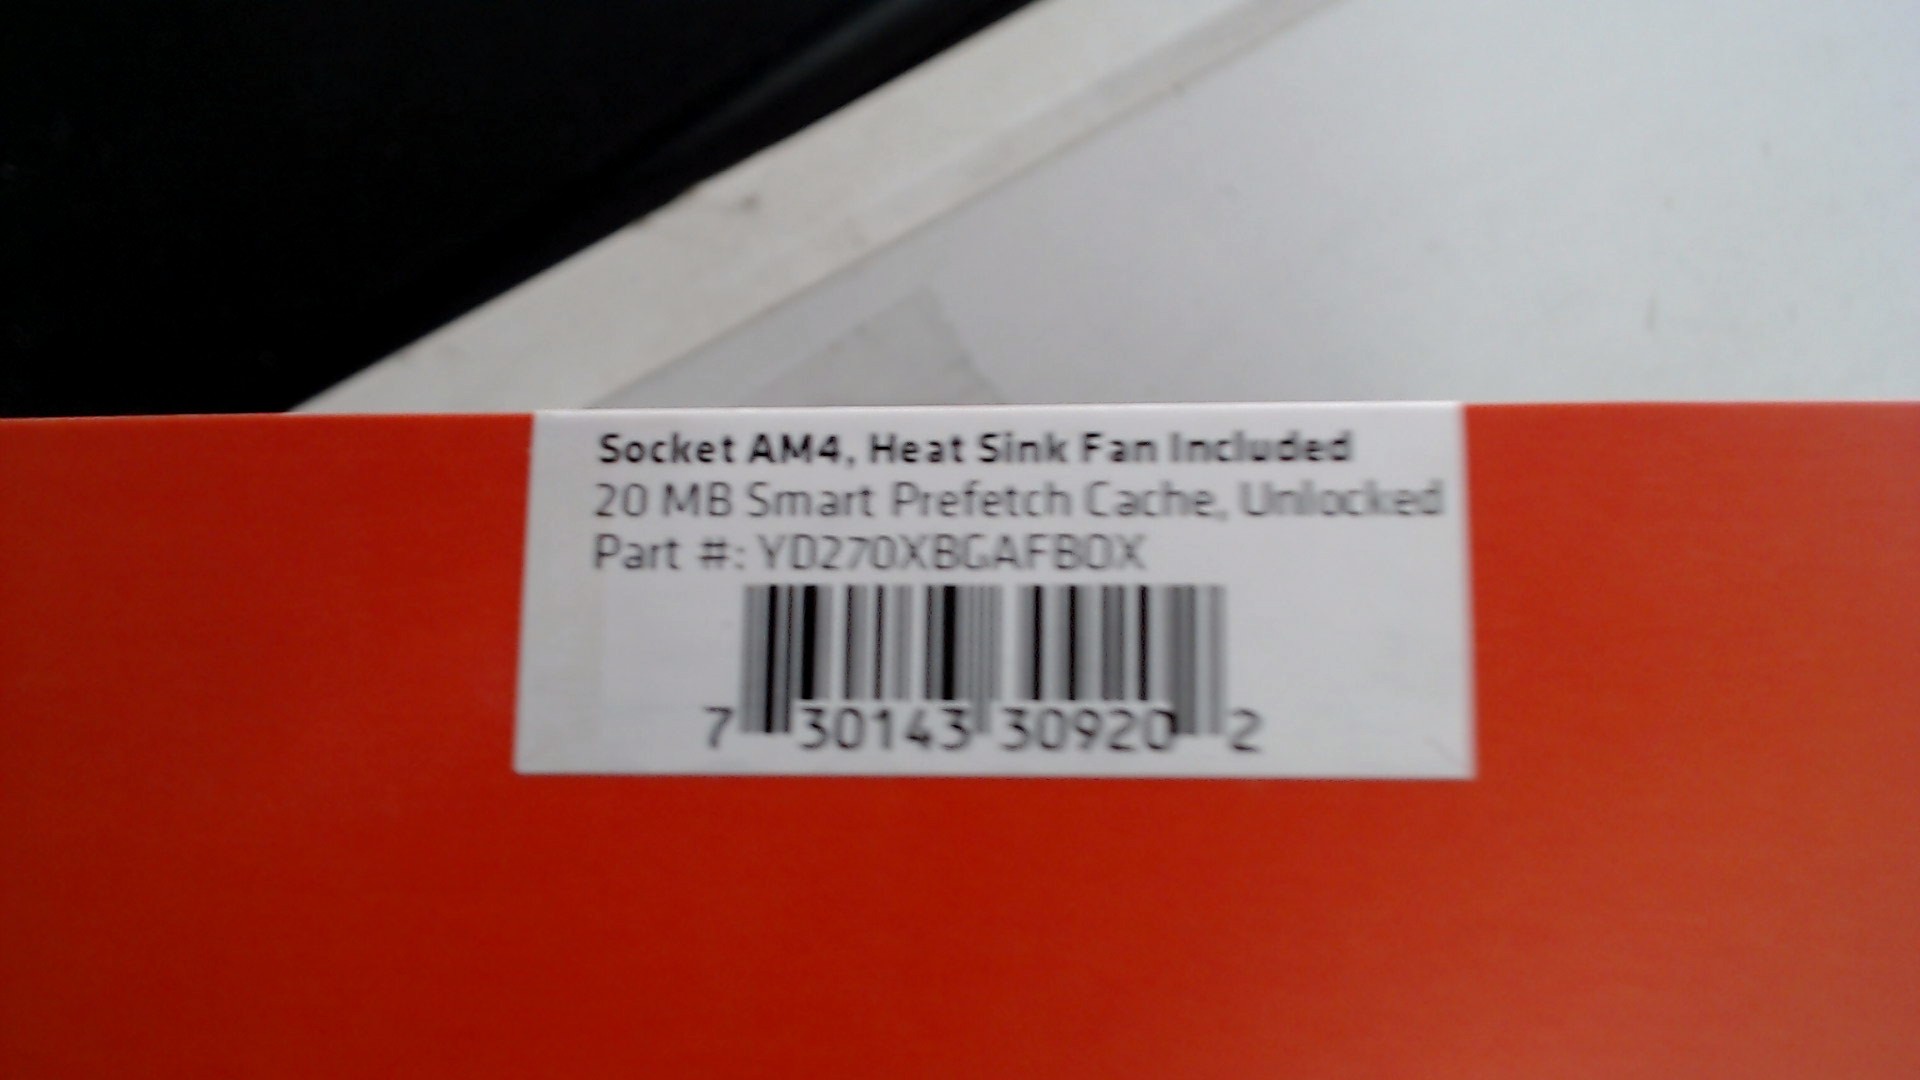 Socket AM4, Heat Sink Fan Included
20 MB Smart Prefetch Cache, Unlocked
Part #: YD270XBGAFBOX
7 30143 30920 2